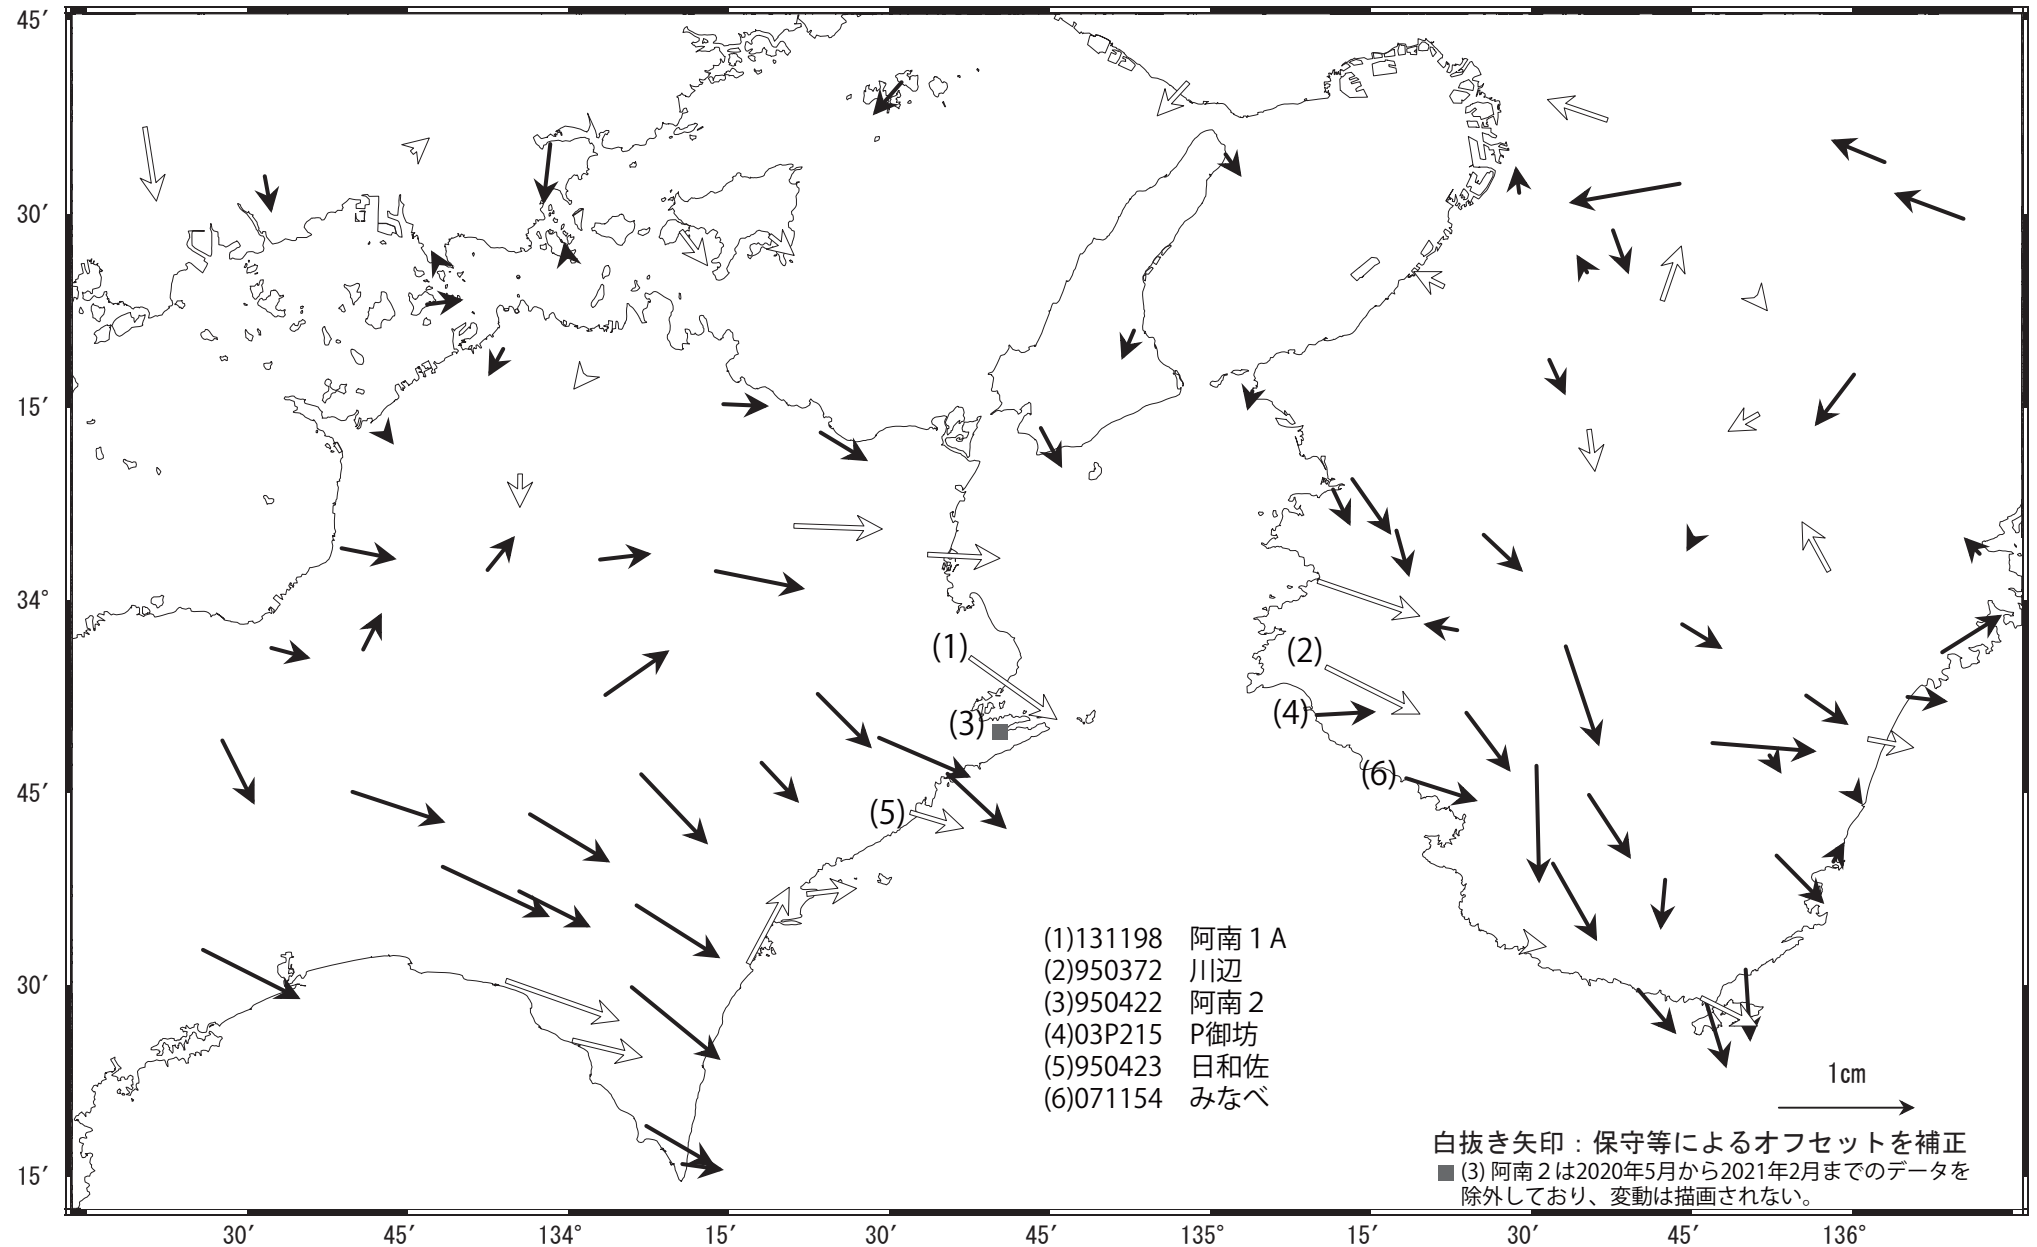 45′
30′
15′
34°
45′
30′
15′
(1)
(2)
(3)
(4)
(5)
(6)
(1)131198 阿南1A
(2)950372 川辺
(3)950422 阿南2
(4)03P215 P御坊
(5)950423 日和佐
(6)071154 みなべ
1cm
白抜き矢印：保守等によるオフセットを補正
■(3) 阿南2は2020年5月から2021年2月までのデータを
除外しており、変動は描画されない。
30′ 45′ 134° 15′ 30′ 45′ 135° 15′ 30′ 45′ 136°